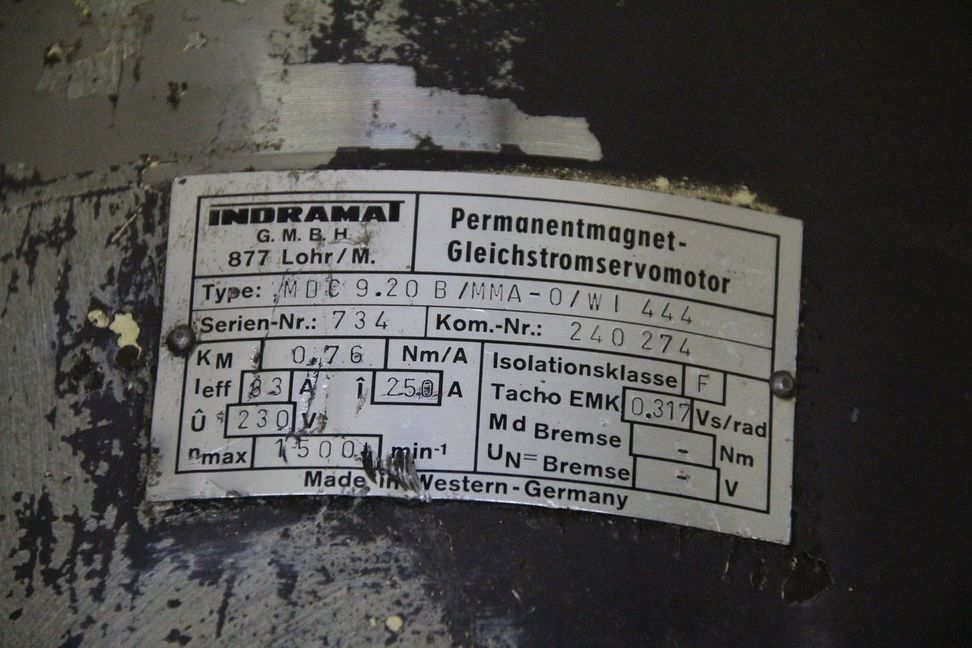 INDRAMAT
G.M.B.H.
877 Lohr/M.
Permanentmagnet-
Gleichstromservomotor
Type: MDC 9.20 B/MMA-0/WI 444
Serien-Nr.: 734
Kom.-Nr.: 240 274
KM 0,76 Nm/A
Ieff 83 A Î 250 A
Û 230 V
nmax 1500 min-1
Isolationsklasse F
Tacho EMK 0.317 Vs/rad
Md Bremse - Nm
UN= Bremse - V
Made in Western-Germany